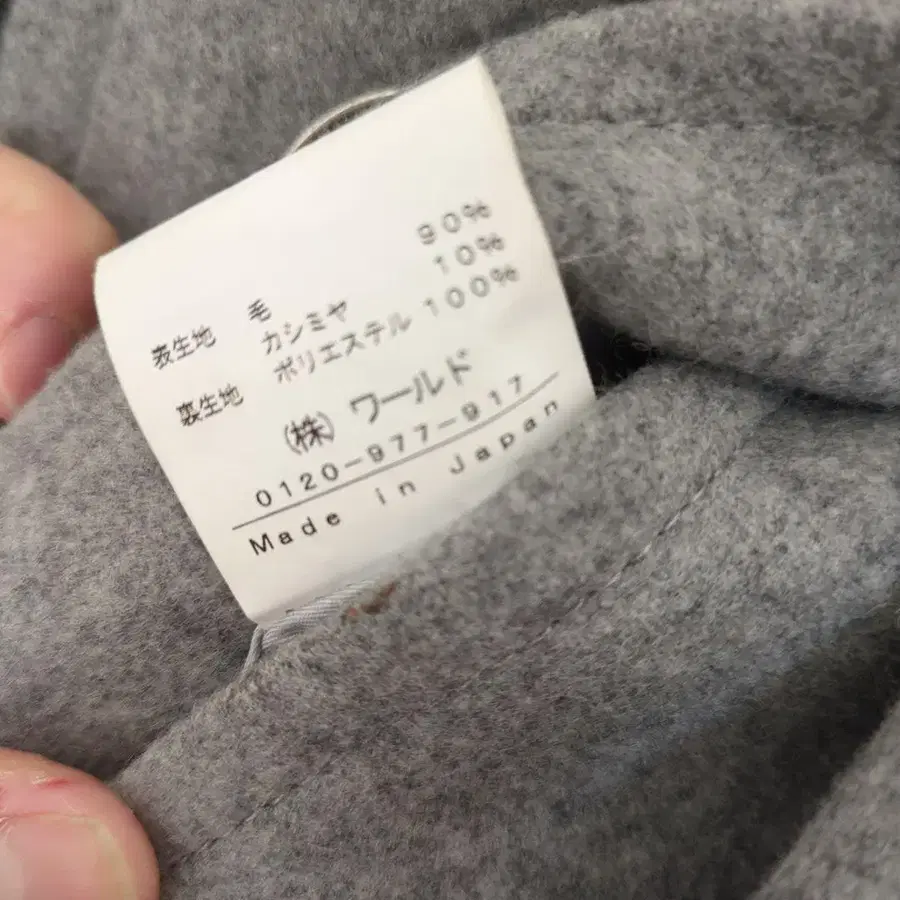 表生地 毛 90%
カシミヤ 10%
裏生地 ポリエステル 100%
(株) ワールド
0120-977-917
Made in Japan